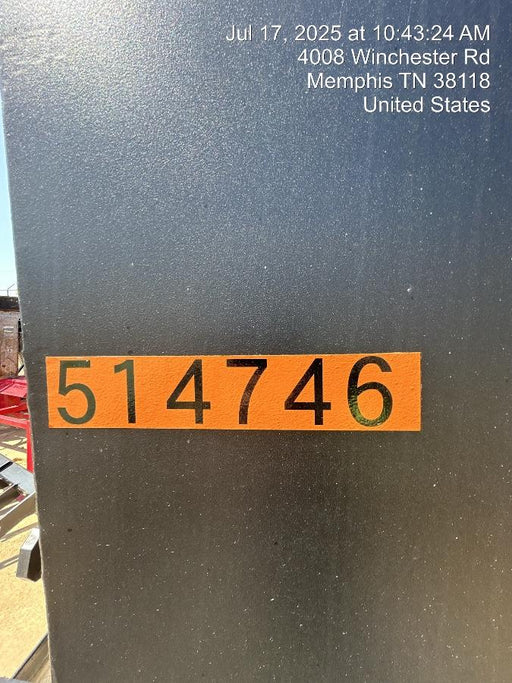 Jul 17, 2025 at 10:43:24 AM
4008 Winchester Rd
Memphis TN 38118
United States
514746